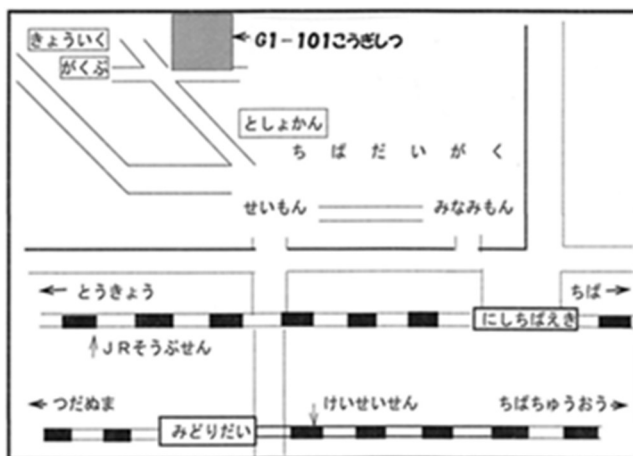 きょういく
がくぶ
←G1-101こうぎしつ
としょかん
ちばだいがく
せいもん
みなみもん
←とうきょう
ちば→
にしちばえき
↑JRそうぶせん
←つだぬま
↓けいせいせん
ちばちゅうおう→
みどりだい